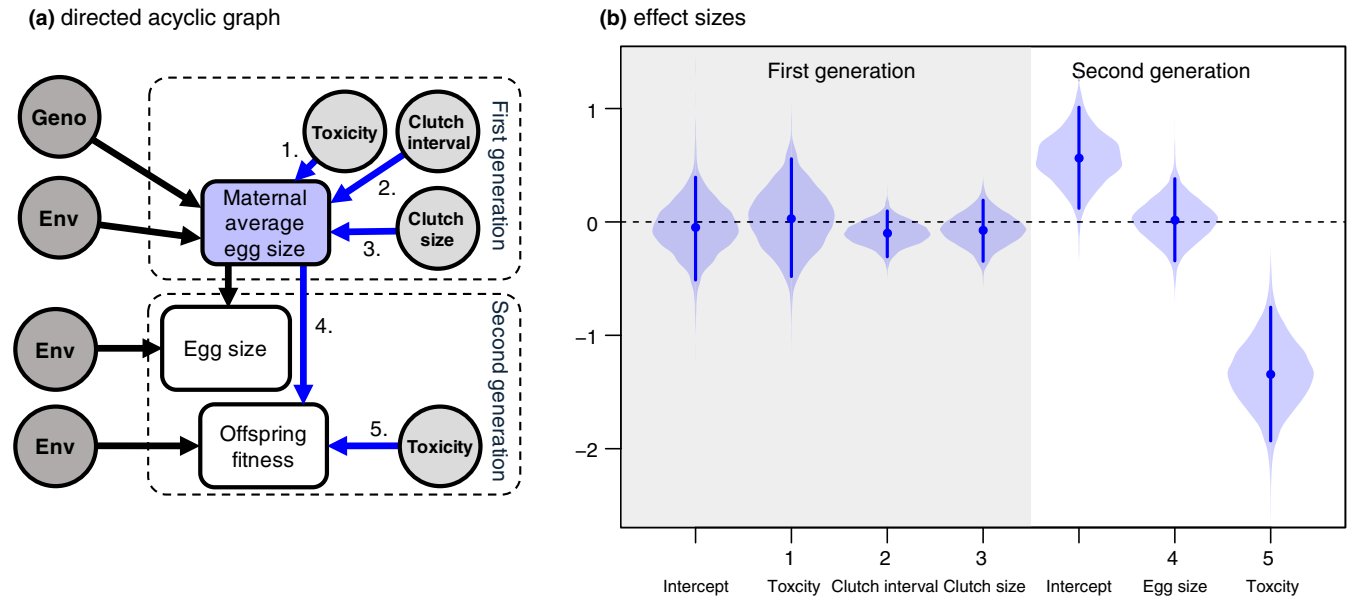 (a) directed acyclic graph
Geno
Env
Toxicity
Clutch
interval
Clutch
size
1.
2.
3.
Maternal
average
egg size
First generation
Env
Egg size
4.
Second generation
Env
Offspring
fitness
5.
Toxicity
(b) effect sizes
First generation
Second generation
1
0
−1
−2
1
2
3
4
5
Intercept
Toxcity
Clutch interval
Clutch size
Intercept
Egg size
Toxcity